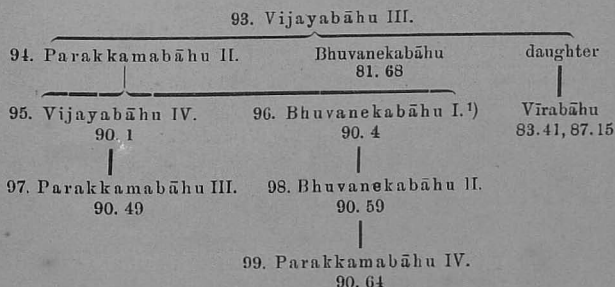 93. Vijayabāhu III.
94. Parakkamabāhu II. Bhuvanekabāhu daughter
81. 68
95. Vijayabāhu IV. 96. Bhuvanekabāhu I.¹) Vīrabāhu
90. 1 90. 4 83.41, 87.15
97. Parakkamabāhu III. 98. Bhuvanekabāhu II.
90. 49 90. 59
99. Parakkamabāhu IV.
90. 64